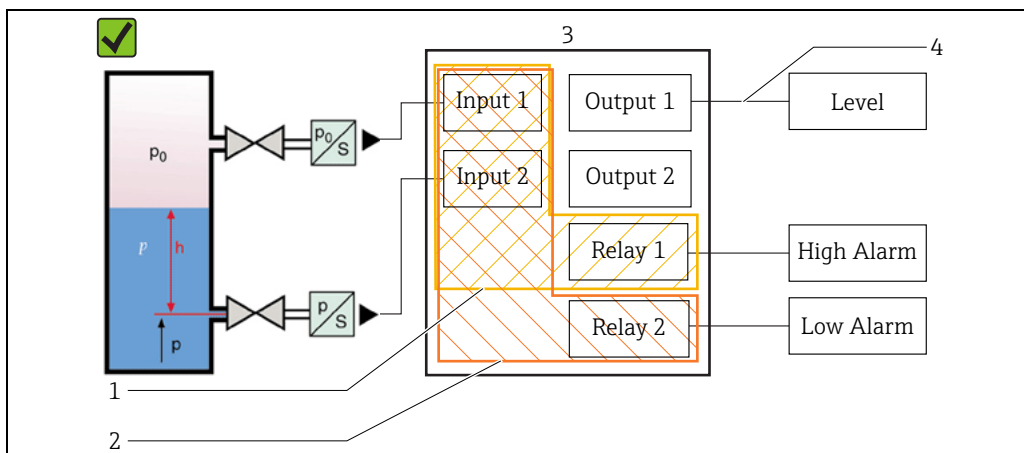 3
4
Input 1
Output 1
Level
p0
p0
S
Input 2
Output 2
p
h
Relay 1
High Alarm
p
S
Relay 2
Low Alarm
p
1
2